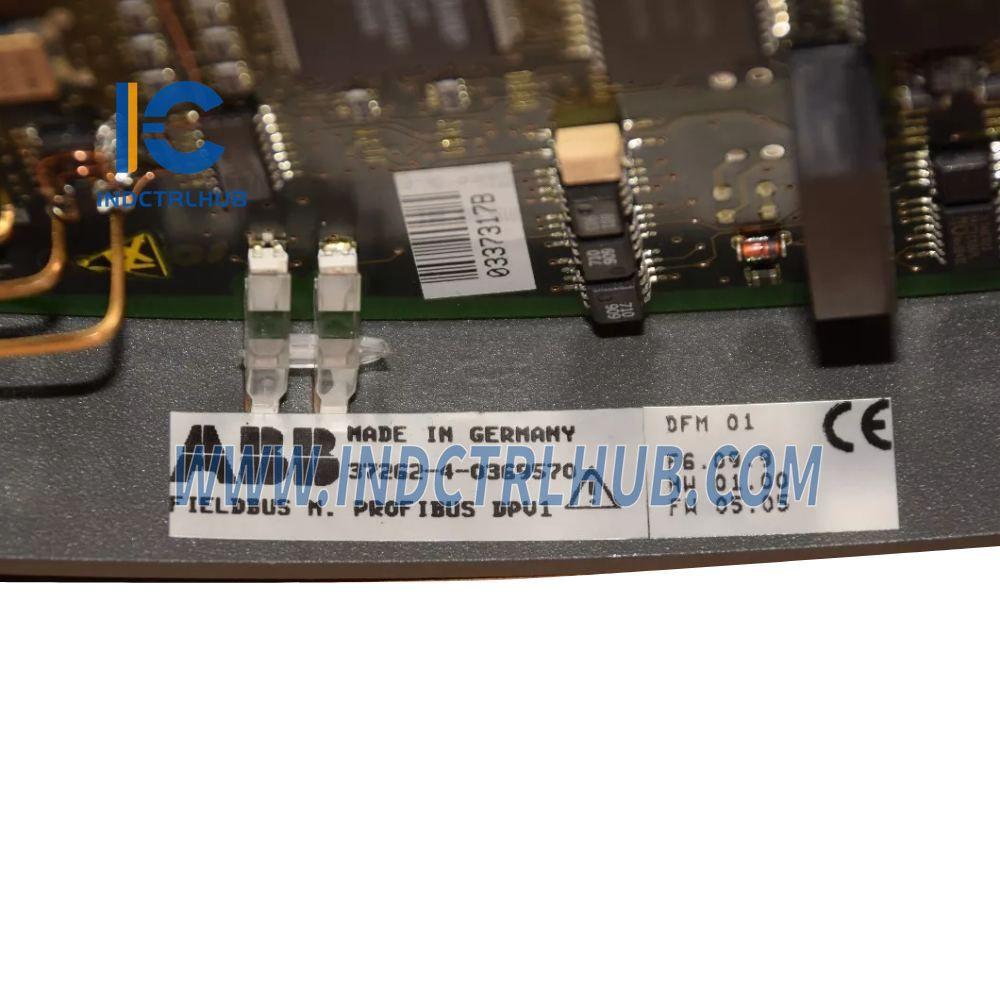 INDCTRLHUB
0337317B
ABB MADE IN GERMANY
37262-4-0369570
FIELDBUS M. PROFIBUS DPV1
DFM 01
HW 01.00
FW 05.05
CE
WWW.INDCTRLHUB.COM